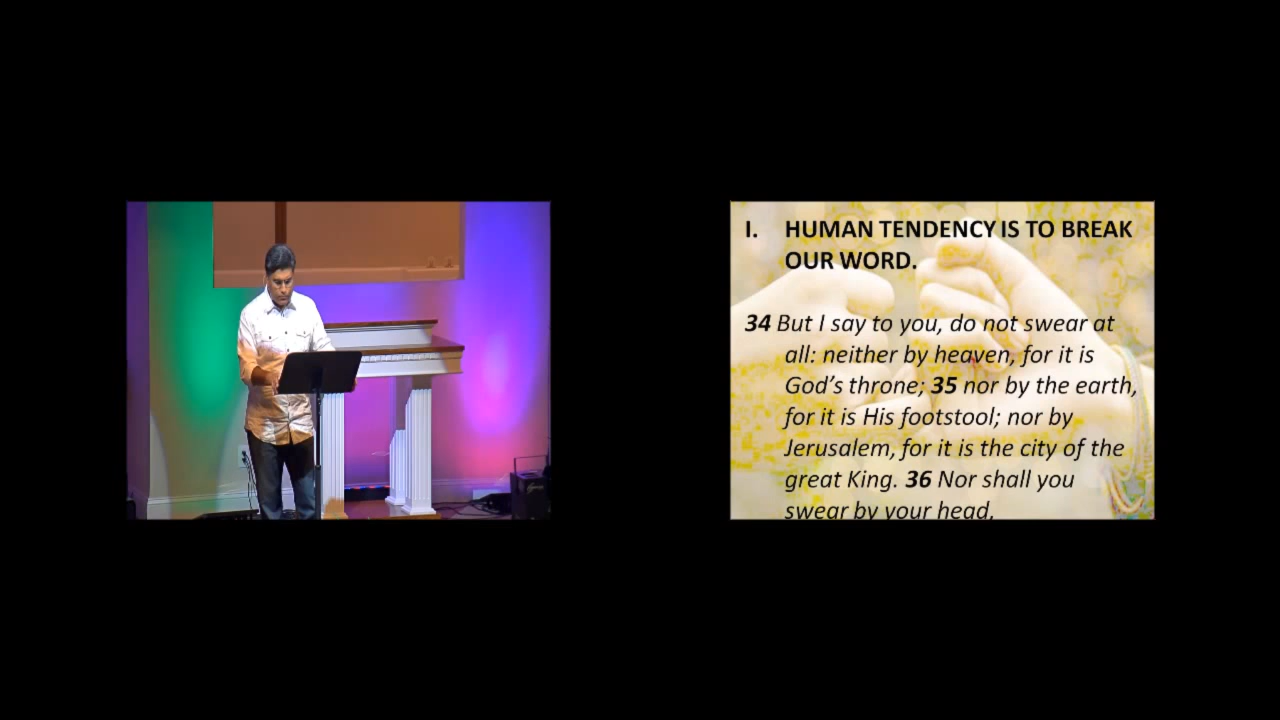 I. HUMAN TENDENCY IS TO BREAK
OUR WORD.
34 But I say to you, do not swear at
all: neither by heaven, for it is
God’s throne; 35 nor by the earth,
for it is His footstool; nor by
Jerusalem, for it is the city of the
great King. 36 Nor shall you
swear by your head,